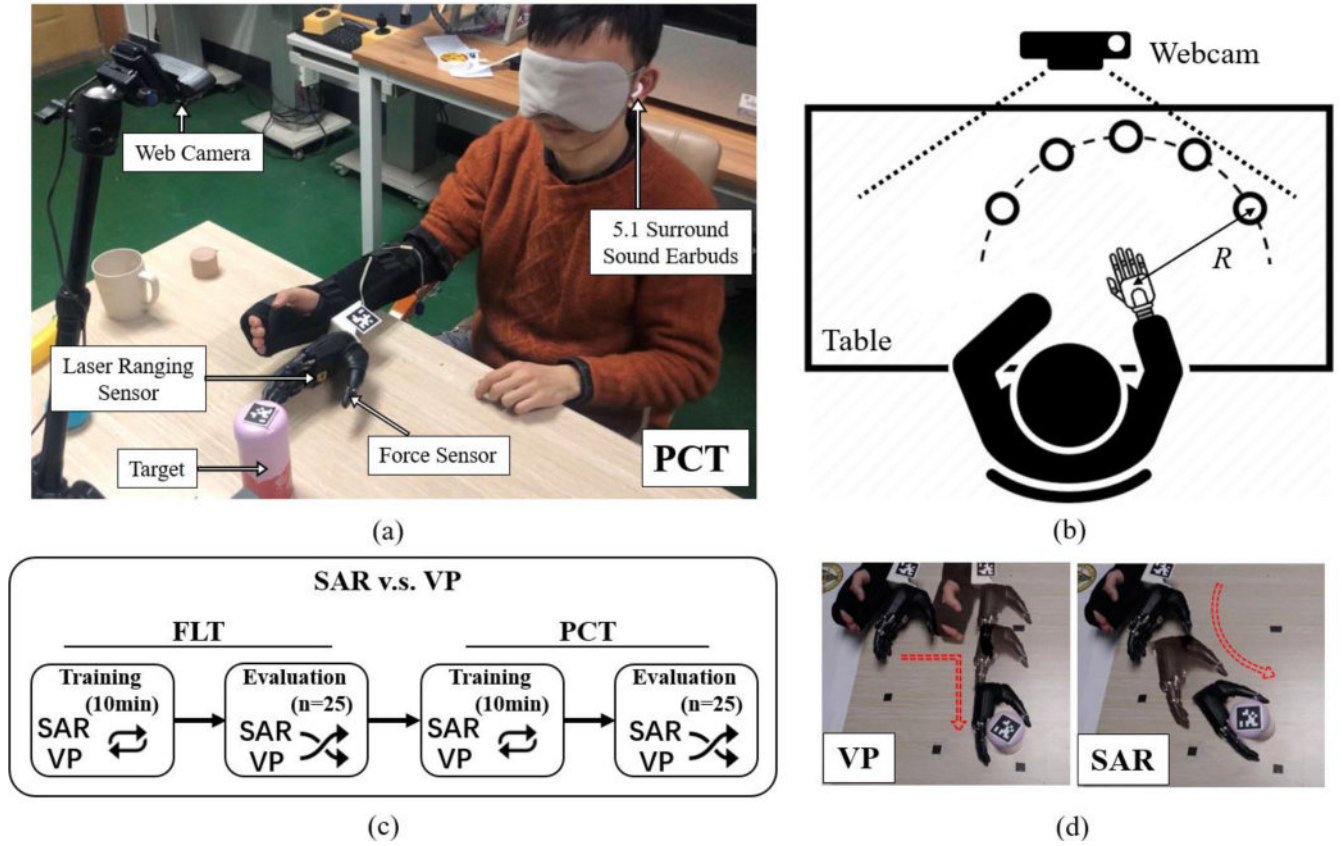 Web Camera
5.1 Surround
Sound Earbuds
Laser Ranging
Sensor
Force Sensor
Target
PCT
(a)
Webcam
R
Table
(b)
SAR v.s. VP
FLT
PCT
Training
(10min)
SAR
VP
Evaluation
(n=25)
SAR
VP
Training
(10min)
SAR
VP
Evaluation
(n=25)
SAR
VP
(c)
VP
SAR
(d)